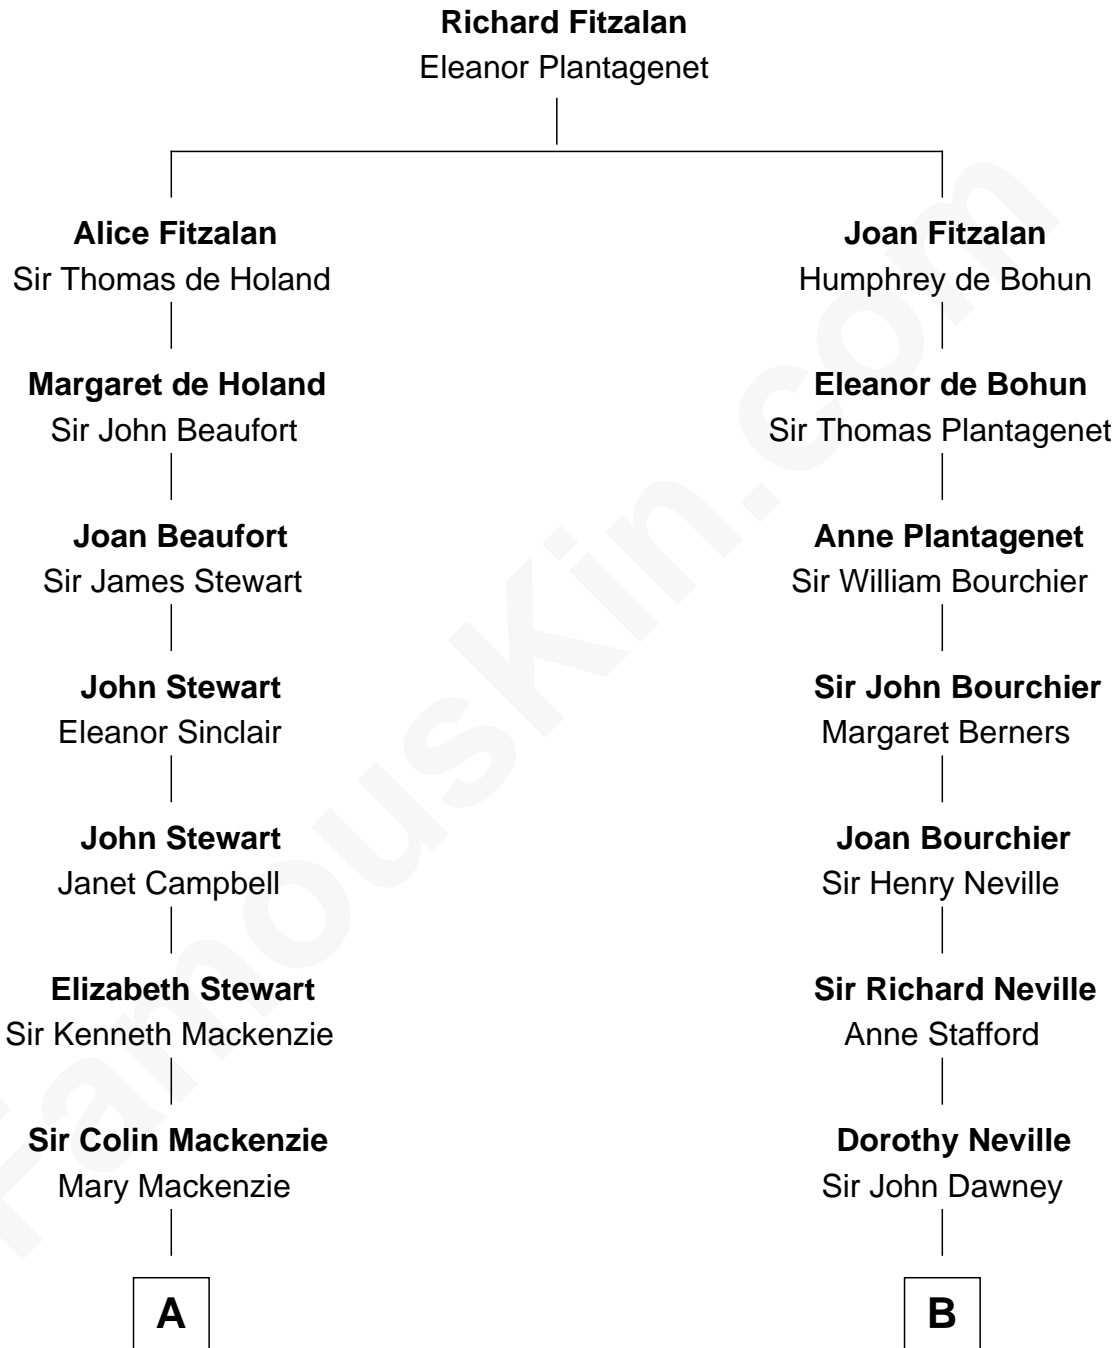 Richard Fitzalan
Eleanor Plantagenet
Alice Fitzalan
Sir Thomas de Holand
Margaret de Holand
Sir John Beaufort
Joan Beaufort
Sir James Stewart
John Stewart
Eleanor Sinclair
John Stewart
Janet Campbell
Elizabeth Stewart
Sir Kenneth Mackenzie
Sir Colin Mackenzie
Mary Mackenzie
A
Joan Fitzalan
Humphrey de Bohun
Eleanor de Bohun
Sir Thomas Plantagenet
Anne Plantagenet
Sir William Bourchier
Sir John Bourchier
Margaret Berners
Joan Bourchier
Sir Henry Neville
Sir Richard Neville
Anne Stafford
Dorothy Neville
Sir John Dawney
B
FamousKin.com